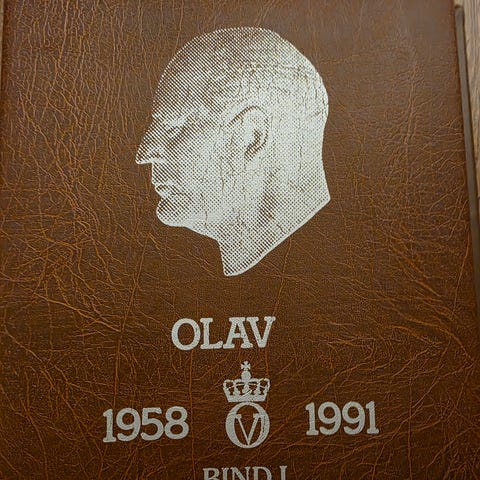 OLAV
1958 V 1991
BIND I